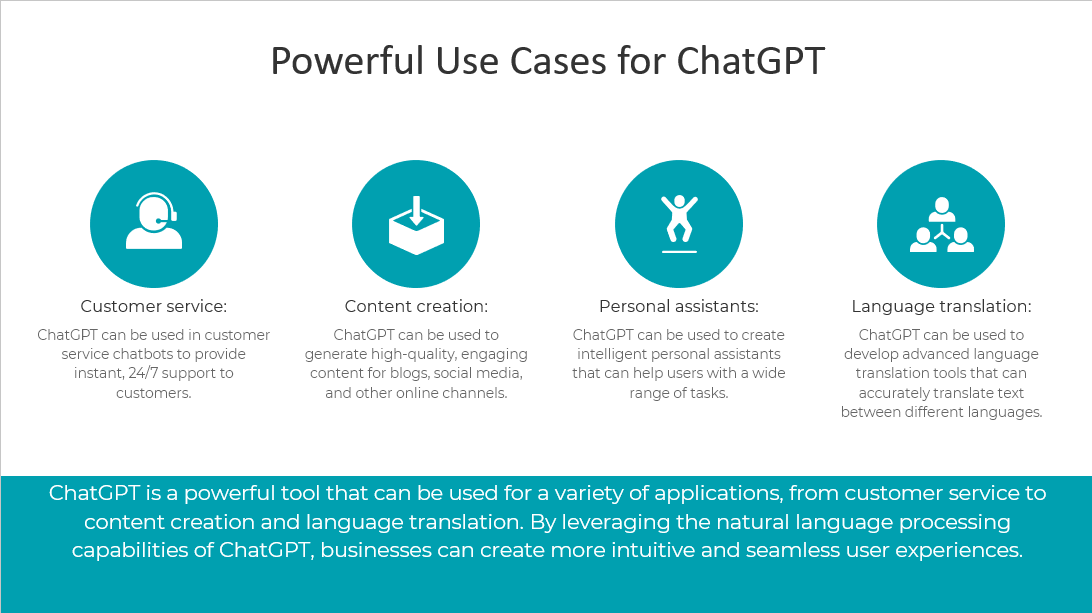 Powerful Use Cases for ChatGPT
Customer service:
ChatGPT can be used in customer
service chatbots to provide
instant, 24/7 support to
customers.
Content creation:
ChatGPT can be used to
generate high-quality, engaging
content for blogs, social media,
and other online channels.
Personal assistants:
ChatGPT can be used to create
intelligent personal assistants
that can help users with a wide
range of tasks.
Language translation:
ChatGPT can be used to
develop advanced language
translation tools that can
accurately translate text
between different languages.
ChatGPT is a powerful tool that can be used for a variety of applications, from customer service to
content creation and language translation. By leveraging the natural language processing
capabilities of ChatGPT, businesses can create more intuitive and seamless user experiences.